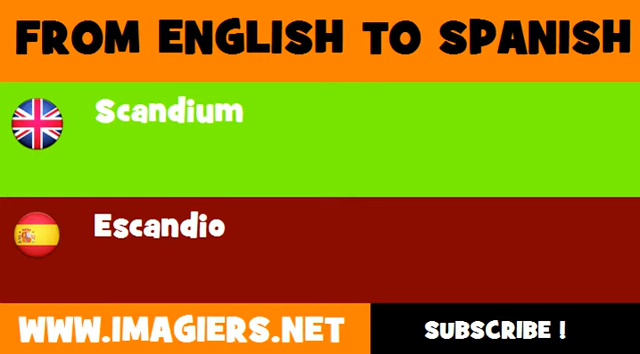 FROM ENGLISH TO SPANISH
Scandium
Escandio
WWW.IMAGIERS.NET
SUBSCRIBE !